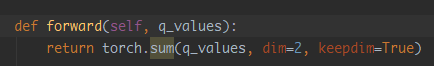 def forward(self, q_values):
return torch.sum(q_values, dim=2, keepdim=True)